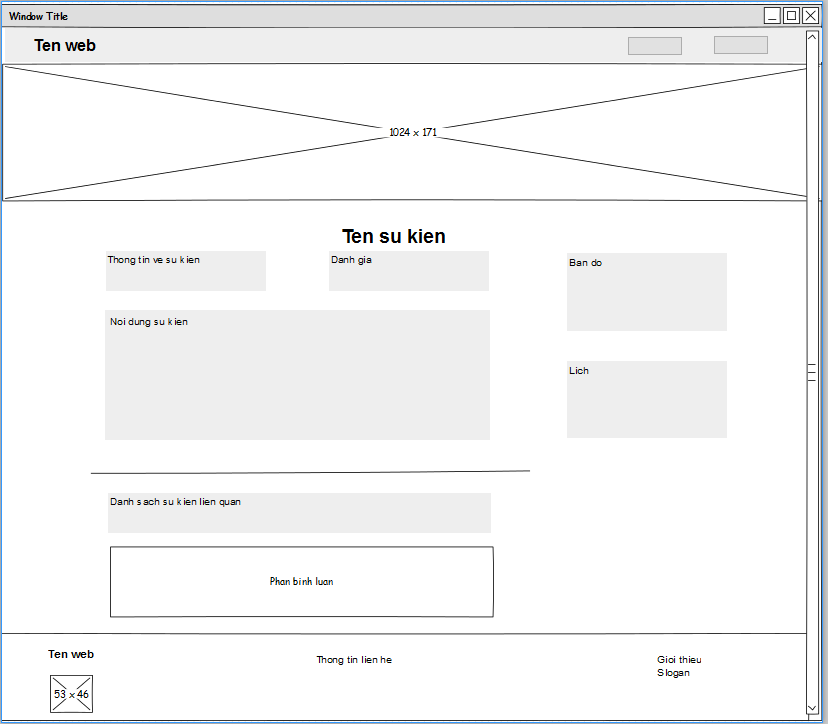 Window Title
Ten web
1024 x 171
Ten su kien
Thong tin ve su kien
Danh gia
Ban do
Noi dung su kien
Lich
Danh sach su kien lien quan
Phan binh luan
Ten web
Thong tin lien he
Gioi thieu
Slogan
53 x 46